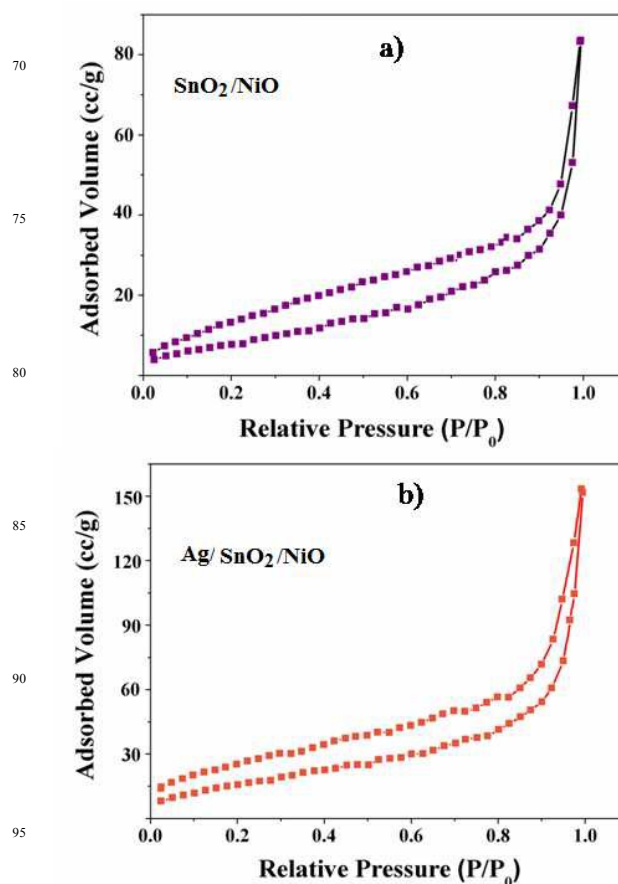 70
75
80
85
90
95
a)
SnO2/NiO
80
60
40
20
Adsorbed Volume (cc/g)
0.0 0.2 0.4 0.6 0.8 1.0
Relative Pressure (P/P0)
b)
Ag/SnO2/NiO
150
120
90
60
30
Adsorbed Volume (cc/g)
0.0 0.2 0.4 0.6 0.8 1.0
Relative Pressure (P/P0)